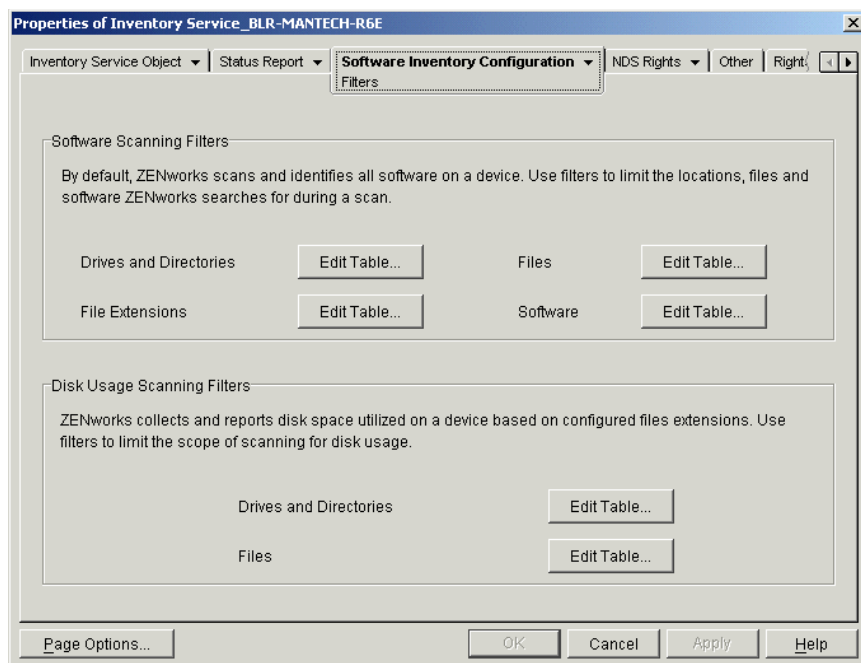 Properties of Inventory Service_BLR-MANTECH-R6E
Inventory Service Object Status Report Software Inventory Configuration NDS Rights Other Right
Filters
Software Scanning Filters
By default, ZENworks scans and identifies all software on a device. Use filters to limit the locations, files and
software ZENworks searches for during a scan.
Drives and Directories Edit Table... Files Edit Table...
File Extensions Edit Table... Software Edit Table...
Disk Usage Scanning Filters
ZENworks collects and reports disk space utilized on a device based on configured files extensions. Use
filters to limit the scope of scanning for disk usage.
Drives and Directories Edit Table...
Files Edit Table...
Page Options... OK Cancel Apply Help